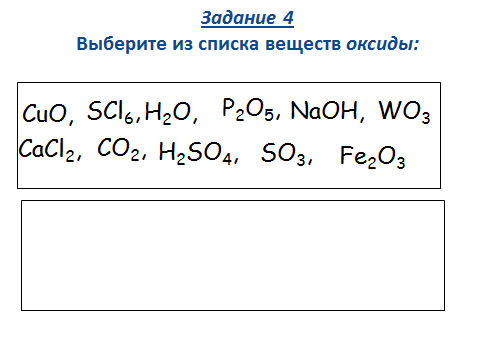 Задание 4
Выберите из списка веществ оксиды:
CuO, SCl₆, H₂O, P₂O₅, NaOH, WO₃
CaCl₂, CO₂, H₂SO₄, SO₃, Fe₂O₃